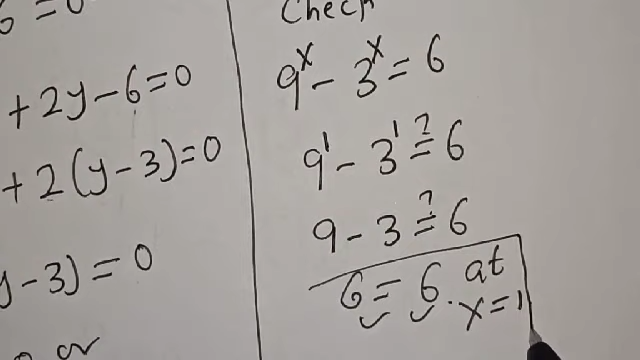 6 = 0
+ 2y − 6 = 0
+ 2(y − 3) = 0
y − 3) = 0
or
Check
9^x − 3^x = 6
9^1 − 3^1 ≟ 6
9 − 3 ≟ 6
6 = 6 at
x = 1